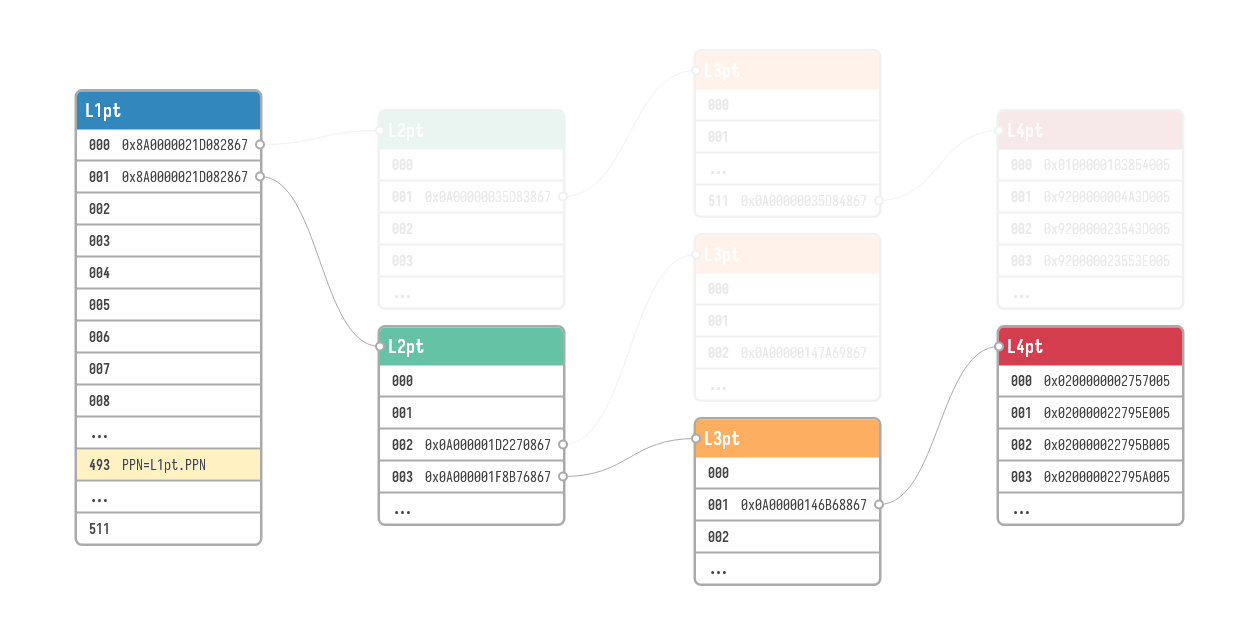 L1pt
000 0x8A0000021D082867
001 0x8A0000021D082867
002
003
004
005
006
007
008
...
493 PPN=L1pt.PPN
...
511
L2pt
000
001 0x0A00000035D83867
002
003
...
L2pt
000
001
002 0x0A000001D2270867
003 0x0A000001F8B76867
...
L3pt
000
001
...
511 0x0A00000035D84867
L3pt
000
001
002 0x0A00000147A69867
...
L3pt
000
001 0x0A00000146B68867
002
...
L4pt
000 0x0100000103854005
001 0x9200000004A3D005
002 0x920000023543D005
003 0x920000023553E005
...
L4pt
000 0x0200000002757005
001 0x020000022795E005
002 0x020000022795B005
003 0x020000022795A005
...